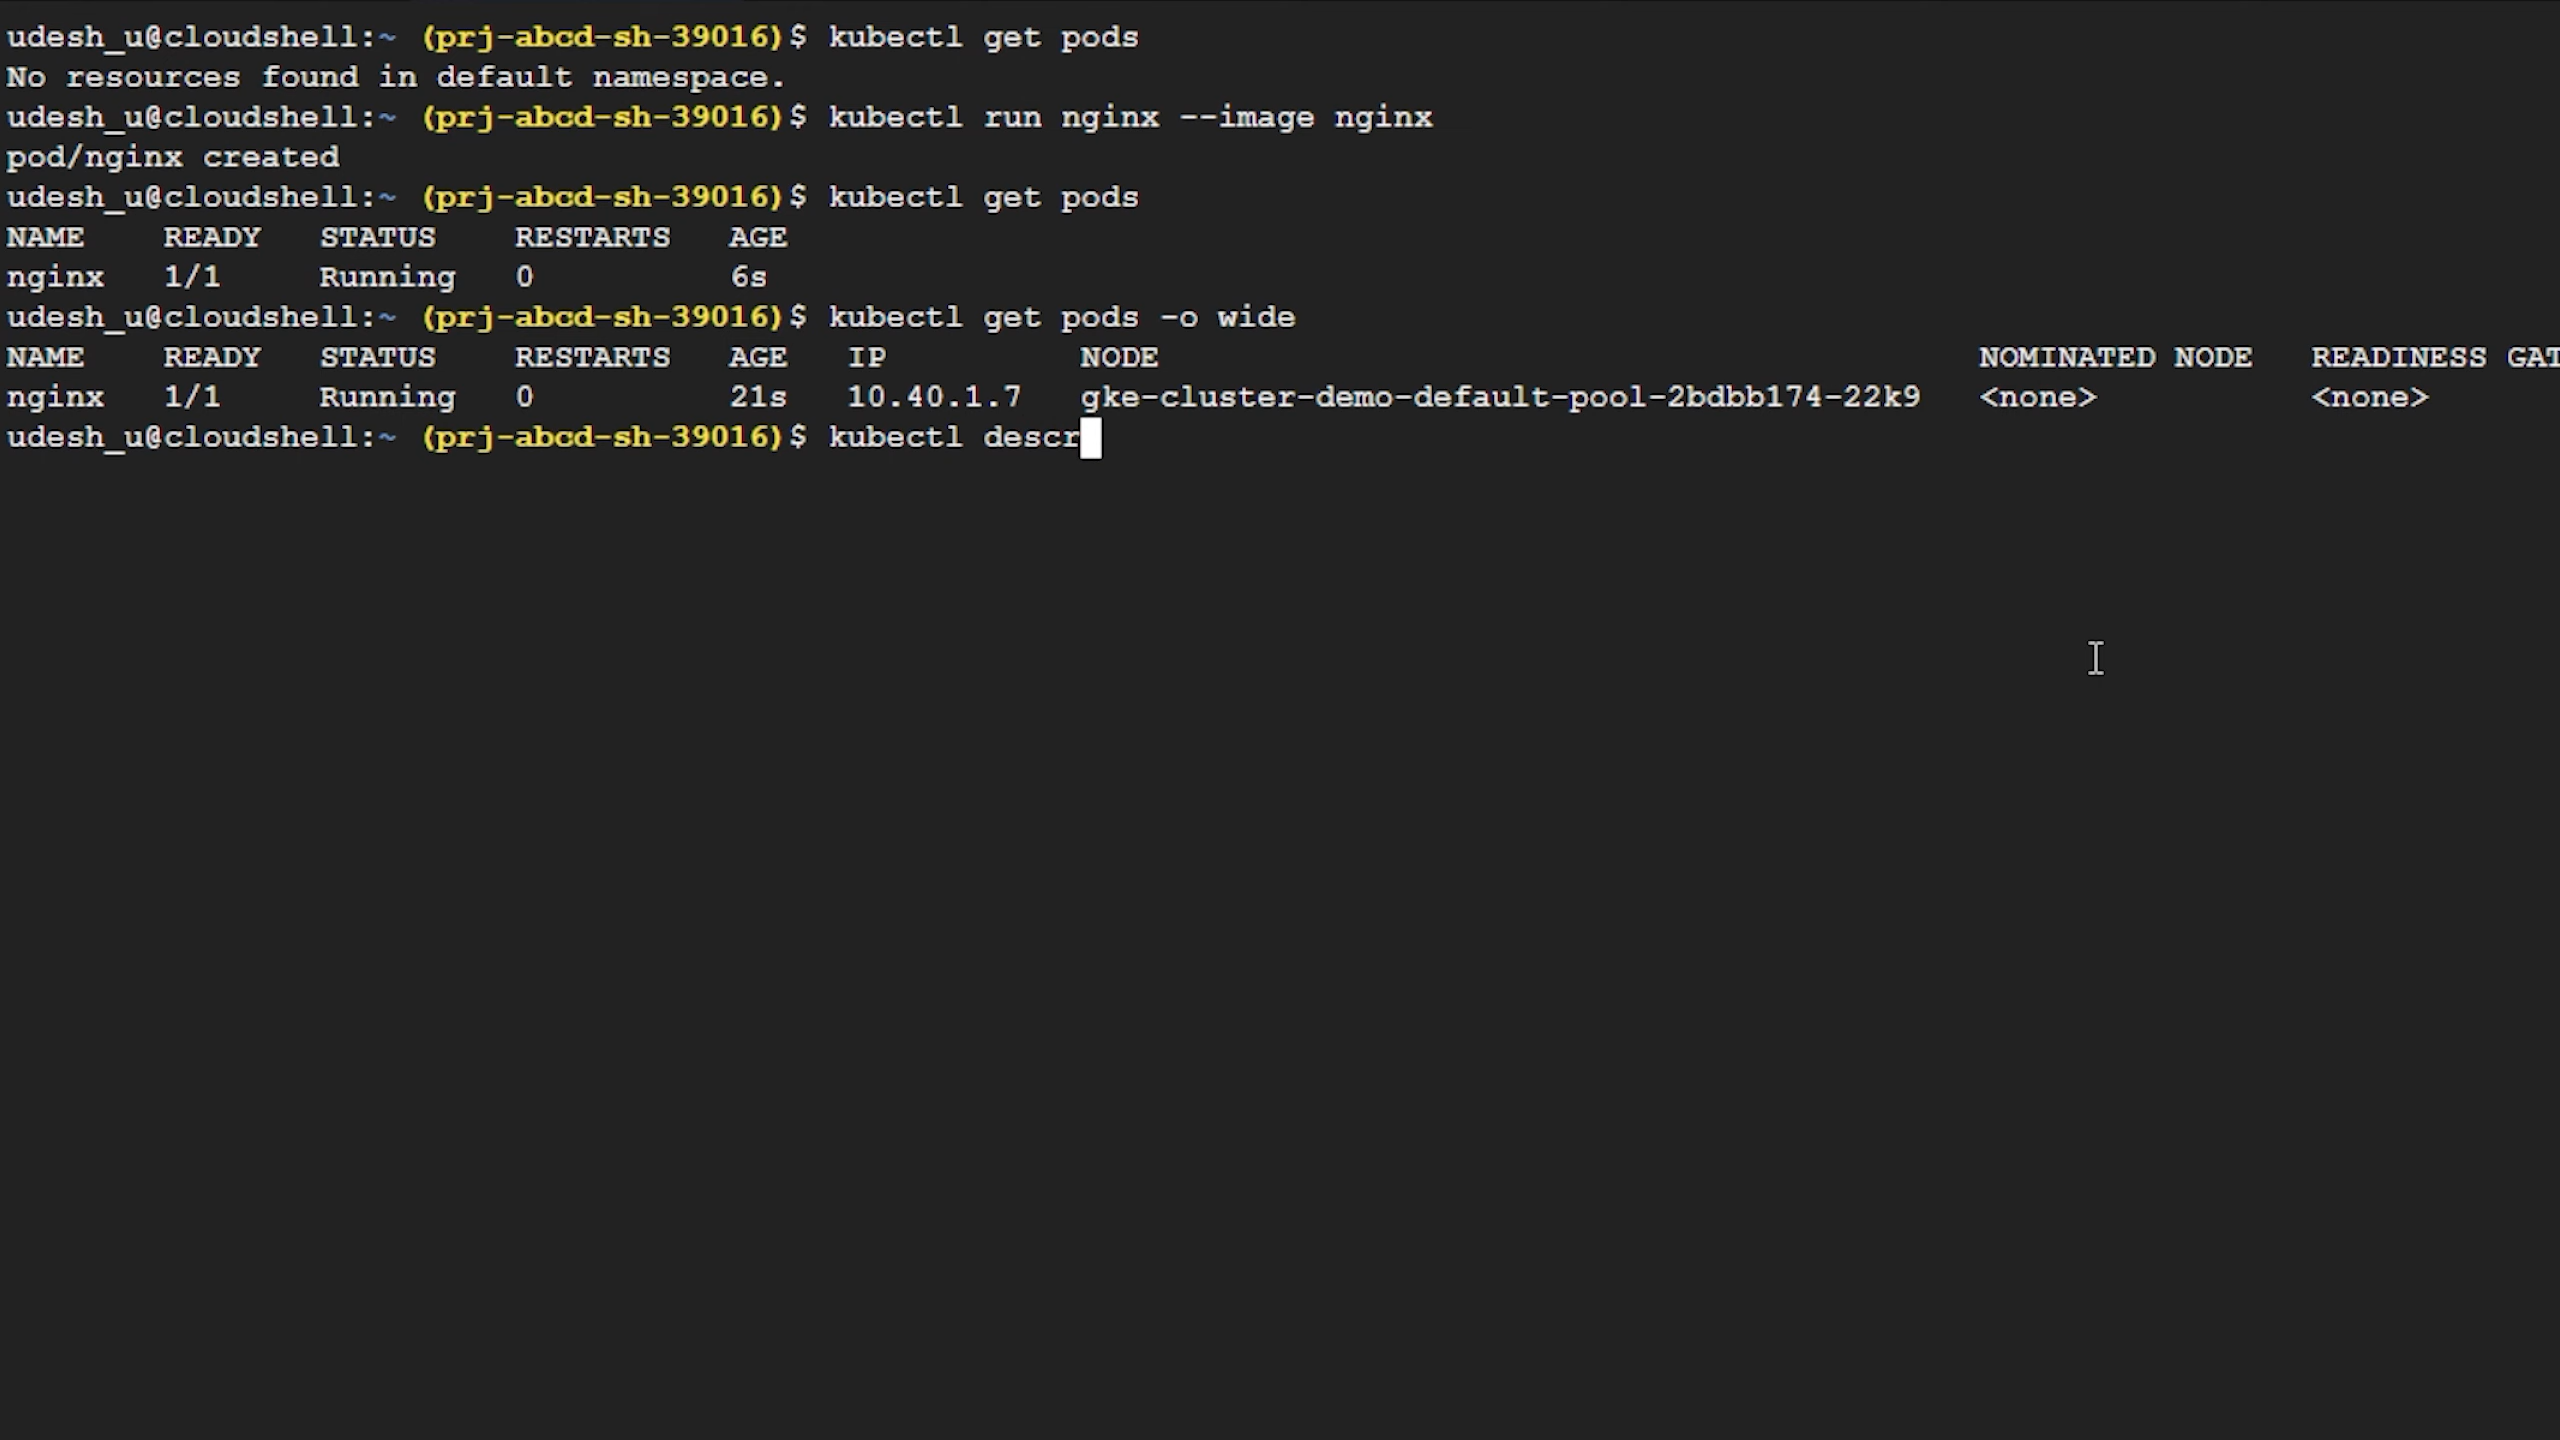 udesh_u@cloudshell:~ (prj-abcd-sh-39016)$ kubectl get pods
No resources found in default namespace.
udesh_u@cloudshell:~ (prj-abcd-sh-39016)$ kubectl run nginx --image nginx
pod/nginx created
udesh_u@cloudshell:~ (prj-abcd-sh-39016)$ kubectl get pods
NAME    READY   STATUS    RESTARTS   AGE
nginx   1/1     Running   0          6s
udesh_u@cloudshell:~ (prj-abcd-sh-39016)$ kubectl get pods -o wide
NAME    READY   STATUS    RESTARTS   AGE   IP          NODE                                          NOMINATED NODE   READINESS GAT
nginx   1/1     Running   0          21s   10.40.1.7   gke-cluster-demo-default-pool-2bdbb174-22k9   <none>           <none>
udesh_u@cloudshell:~ (prj-abcd-sh-39016)$ kubectl descr